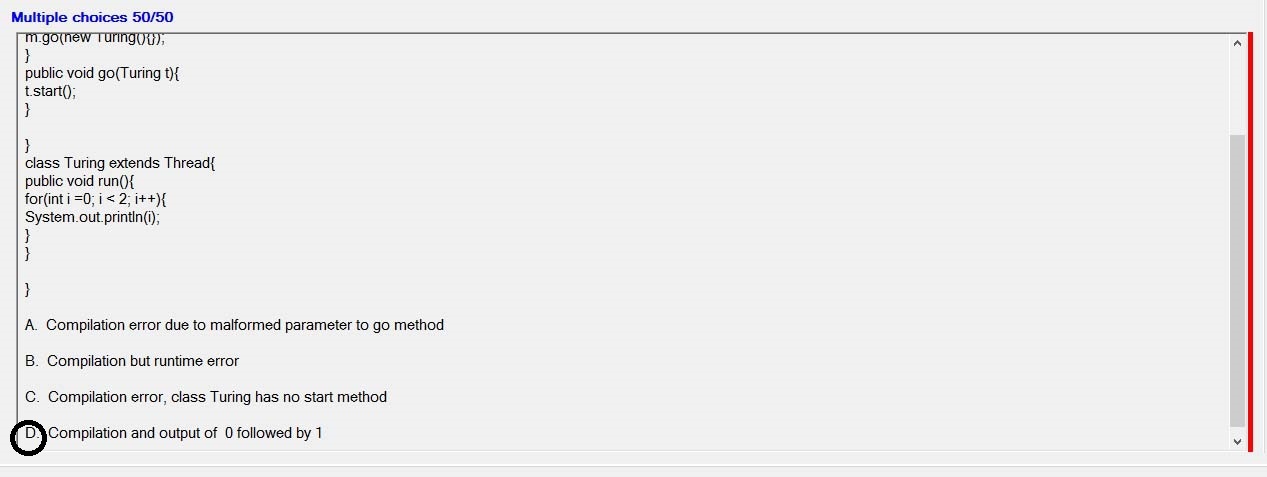 Multiple choices 50/50
m.go(new Turing(){});
}
public void go(Turing t){
t.start();
}
}
class Turing extends Thread{
public void run(){
for(int i =0; i < 2; i++){
System.out.println(i);
}
}
}
A. Compilation error due to malformed parameter to go method
B. Compilation but runtime error
C. Compilation error, class Turing has no start method
D. Compilation and output of 0 followed by 1